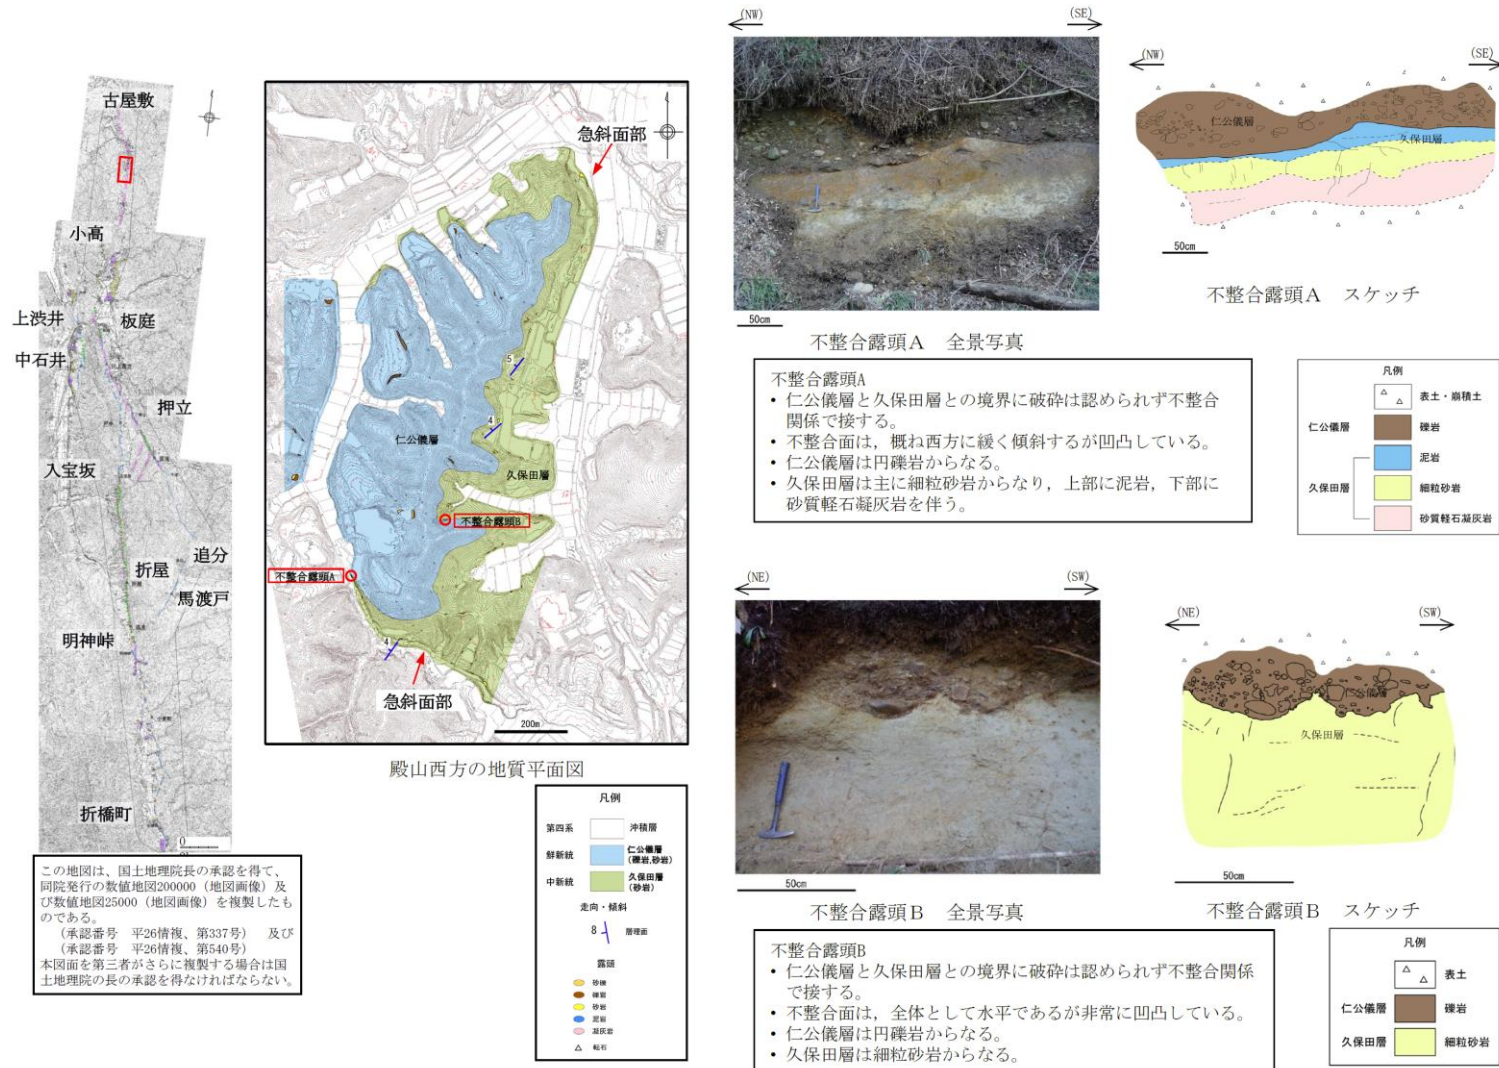 古屋敷
小高
上渋井
板庭
中石井
押立
入宝坂
追分
折屋
馬渡戸
明神峠
折橋町
0
この地図は、国土地理院長の承認を得て、
同院発行の数値地図200000（地図画像）及
び数値地図25000（地図画像）を複製したも
のである。
（承認番号　平26情複、第337号）　及び
（承認番号　平26情複、第540号）
本図面を第三者がさらに複製する場合は国
土地理院の長の承認を得なければならない。
急斜面部
5
4
仁公儀層
久保田層
不整合露頭B
不整合露頭A
4
急斜面部
200m
殿山西方の地質平面図
凡例
第四系　沖積層
鮮新統　仁公儀層
（礫岩,砂岩）
中新統　久保田層
（砂岩）
走向・傾斜
8　層理面
露頭
砂礫
礫岩
砂岩
泥岩
凝灰岩
転石
(NW)　(SE)
50cm
不整合露頭A　全景写真
(NW)　(SE)
仁公儀層
久保田層
50cm
不整合露頭A　スケッチ
不整合露頭A
• 仁公儀層と久保田層との境界に破砕は認められず不整合
関係で接する。
• 不整合面は，概ね西方に緩く傾斜するが凹凸している。
• 仁公儀層は円礫岩からなる。
• 久保田層は主に細粒砂岩からなり，上部に泥岩，下部に
砂質軽石凝灰岩を伴う。
凡例
表土・崩積土
仁公儀層　礫岩
泥岩
久保田層　細粒砂岩
砂質軽石凝灰岩
(NE)　(SW)
50cm
不整合露頭B　全景写真
(NE)　(SW)
仁公儀層
久保田層
50cm
不整合露頭B　スケッチ
不整合露頭B
• 仁公儀層と久保田層との境界に破砕は認められず不整合関係
で接する。
• 不整合面は，全体として水平であるが非常に凹凸している。
• 仁公儀層は円礫岩からなる。
• 久保田層は細粒砂岩からなる。
凡例
表土
仁公儀層　礫岩
久保田層　細粒砂岩